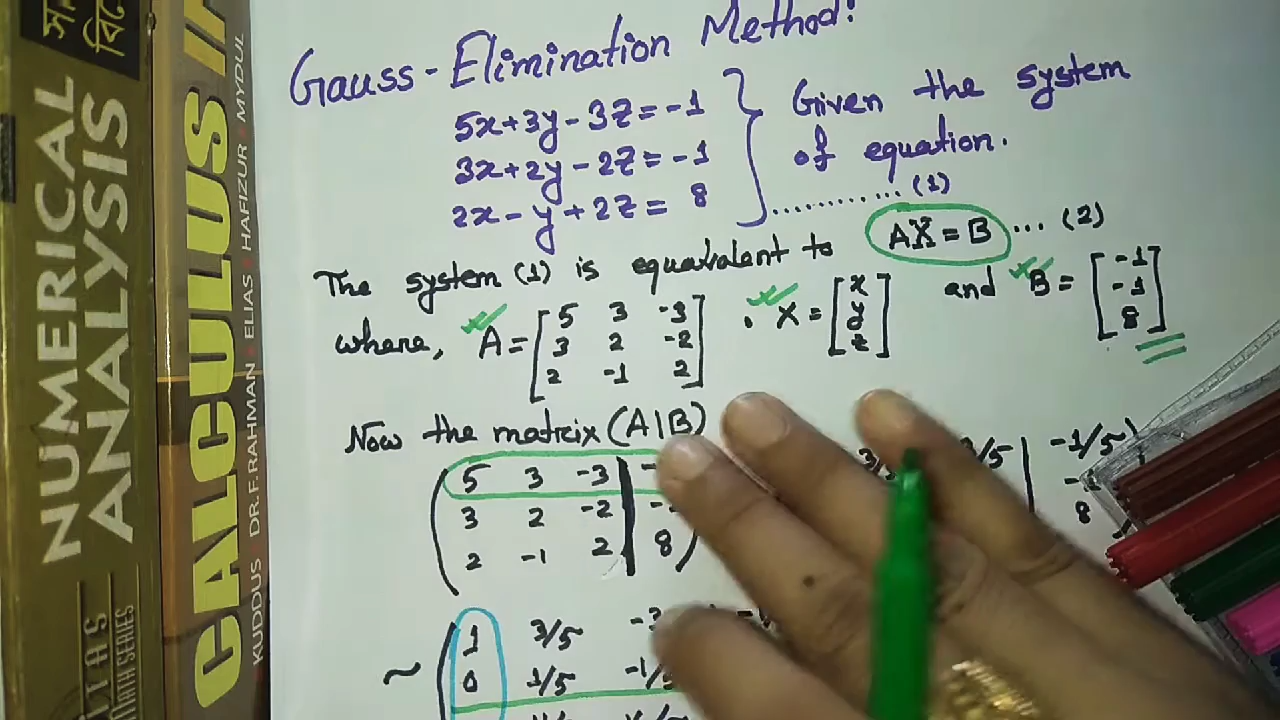 NUMERICAL
ANALYSIS
MATH SERIES
CALCULUS
KUDDUS DR.F.RAHMAN ELIAS HAFIZUR MYDUL
Gauss-Elimination Method:
5x+3y-3z=-1
3x+2y-2z=-1
2x-y+2z= 8
Given the system
of equation.
............ (1)
The system (1) is equavalent to AX=B ... (2)
where, A= [5 3 -3
3 2 -2
2 -1 2] , X= [x
y
z] and B= [-1
-1
8]
Now the matrix (A|B)
5 3 -3 | -
3 2 -2 | -
2 -1 2 | 8
-1/5
8
~ 1 3/5
0 1/5